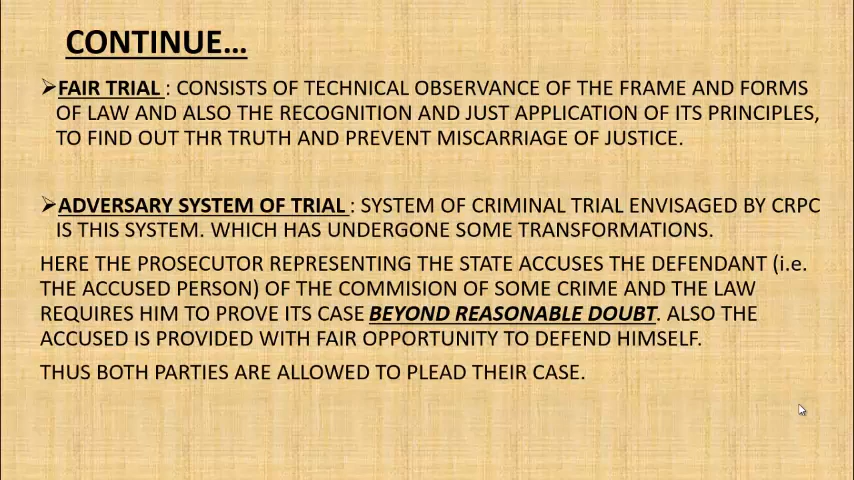 CONTINUE...
➢FAIR TRIAL : CONSISTS OF TECHNICAL OBSERVANCE OF THE FRAME AND FORMS
OF LAW AND ALSO THE RECOGNITION AND JUST APPLICATION OF ITS PRINCIPLES,
TO FIND OUT THR TRUTH AND PREVENT MISCARRIAGE OF JUSTICE.
➢ADVERSARY SYSTEM OF TRIAL : SYSTEM OF CRIMINAL TRIAL ENVISAGED BY CRPC
IS THIS SYSTEM. WHICH HAS UNDERGONE SOME TRANSFORMATIONS.
HERE THE PROSECUTOR REPRESENTING THE STATE ACCUSES THE DEFENDANT (i.e.
THE ACCUSED PERSON) OF THE COMMISION OF SOME CRIME AND THE LAW
REQUIRES HIM TO PROVE ITS CASE BEYOND REASONABLE DOUBT. ALSO THE
ACCUSED IS PROVIDED WITH FAIR OPPORTUNITY TO DEFEND HIMSELF.
THUS BOTH PARTIES ARE ALLOWED TO PLEAD THEIR CASE.